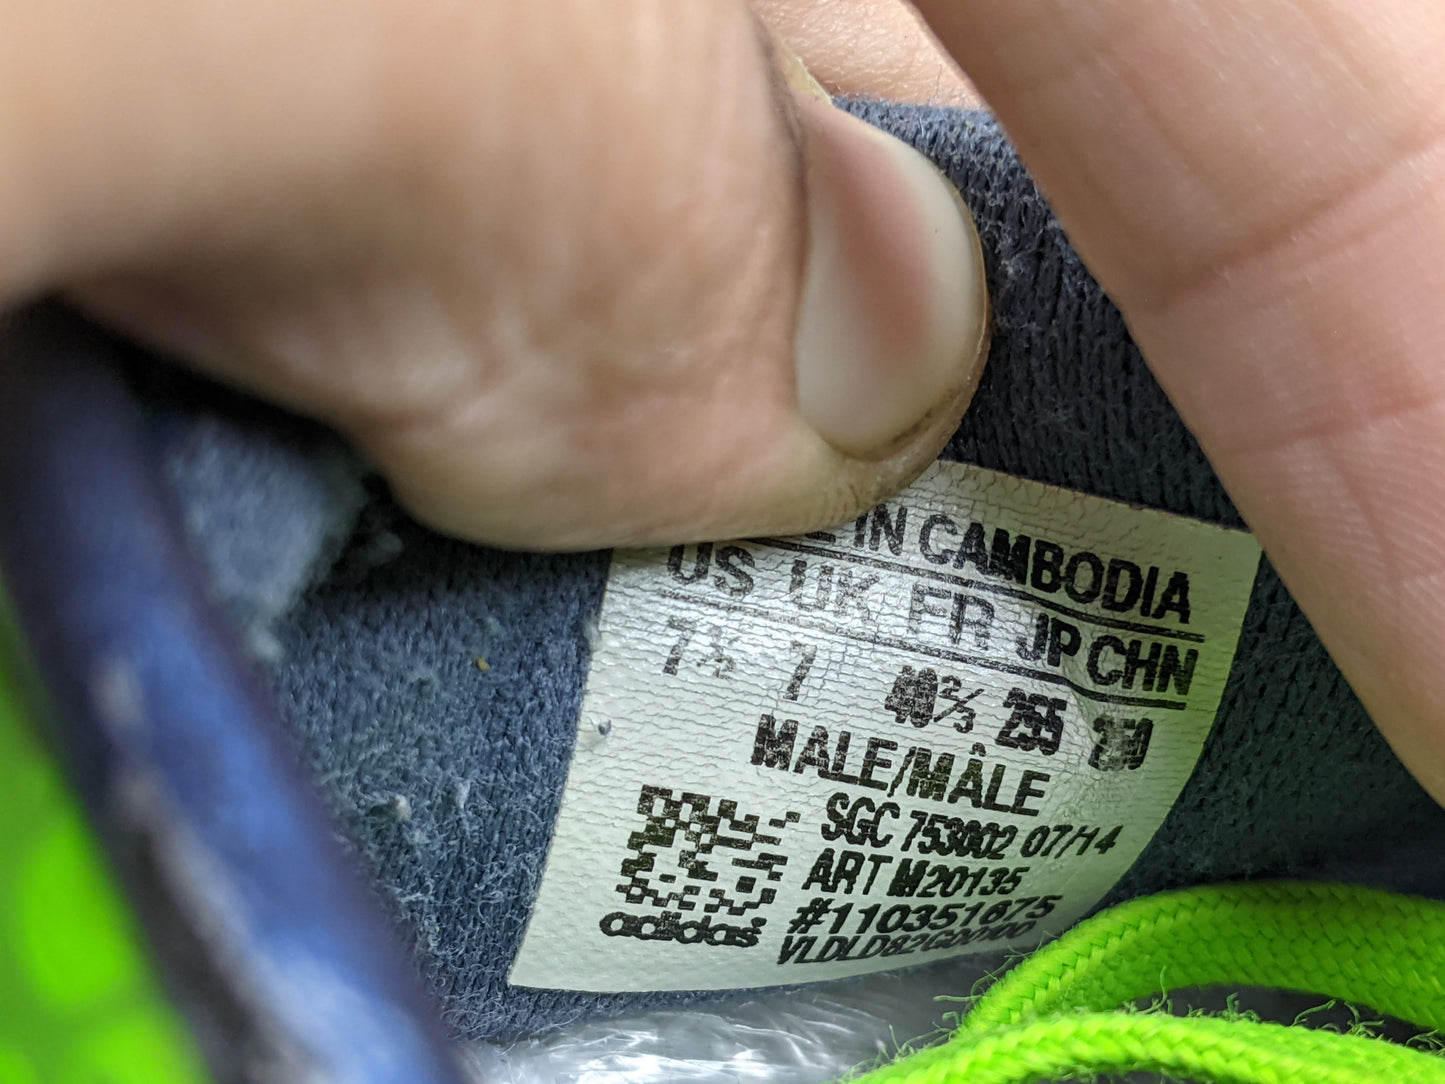 IN CAMBODIA
US UK FR JP CHN
7½ 7 40⅔ 255
MALE/MÂLE
SGC 753002 07/14
ART M20135
#110351675
adidas